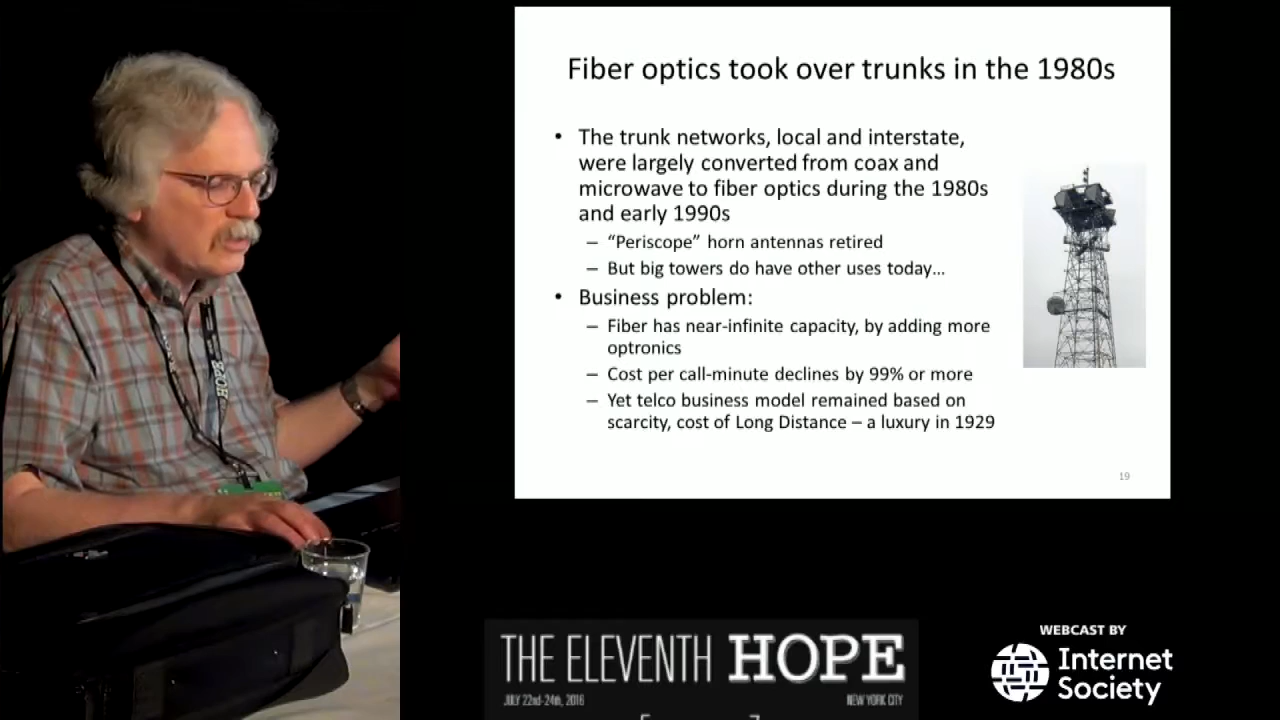 Fiber optics took over trunks in the 1980s
• The trunk networks, local and interstate,
were largely converted from coax and
microwave to fiber optics during the 1980s
and early 1990s
– “Periscope” horn antennas retired
– But big towers do have other uses today…
• Business problem:
– Fiber has near-infinite capacity, by adding more
optronics
– Cost per call-minute declines by 99% or more
– Yet telco business model remained based on
scarcity, cost of Long Distance – a luxury in 1929
19
HOPE
THE ELEVENTH HOPE
JULY 22nd-24th, 2016
NEW YORK CITY
WEBCAST BY
Internet
Society